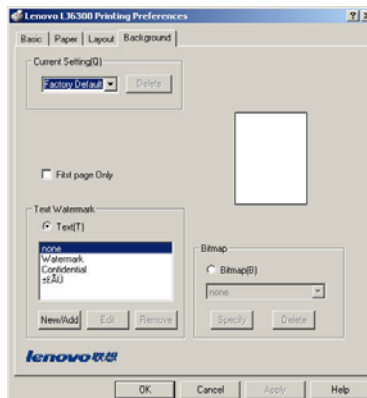 Lenovo LJ6300 Printing Preferences
Basic Paper Layout Background
Current Setting(Q)
Factory Default Delete
First page Only
Text Watermark
Text(T)
none
Watermark
Confidential
±£ÃÜ
Bitmap
Bitmap(B)
none
New/Add Edit Remove
Specify Delete
lenovo联想
OK Cancel Apply Help